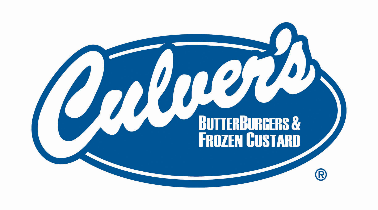 Culver's
BUTTERBURGERS &
FROZEN CUSTARD
®